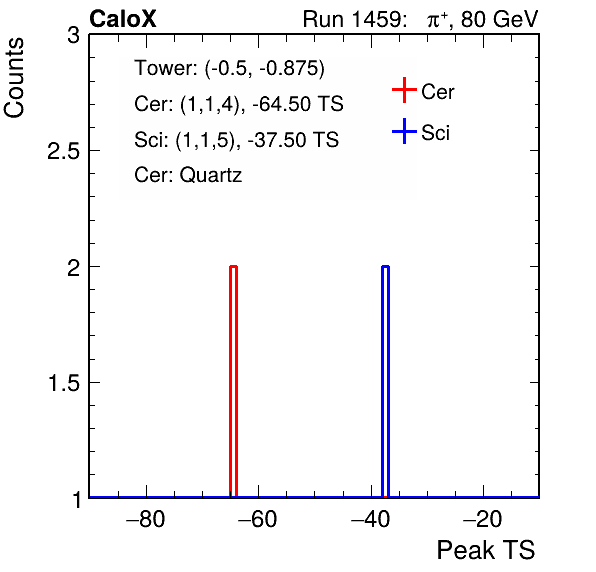 CaloX Run 1459: π⁺, 80 GeV
Counts
3
2.5
2
1.5
1
Tower: (-0.5, -0.875)
Cer: (1,1,4), -64.50 TS
Sci: (1,1,5), -37.50 TS
Cer: Quartz
Cer
Sci
−80 −60 −40 −20
Peak TS